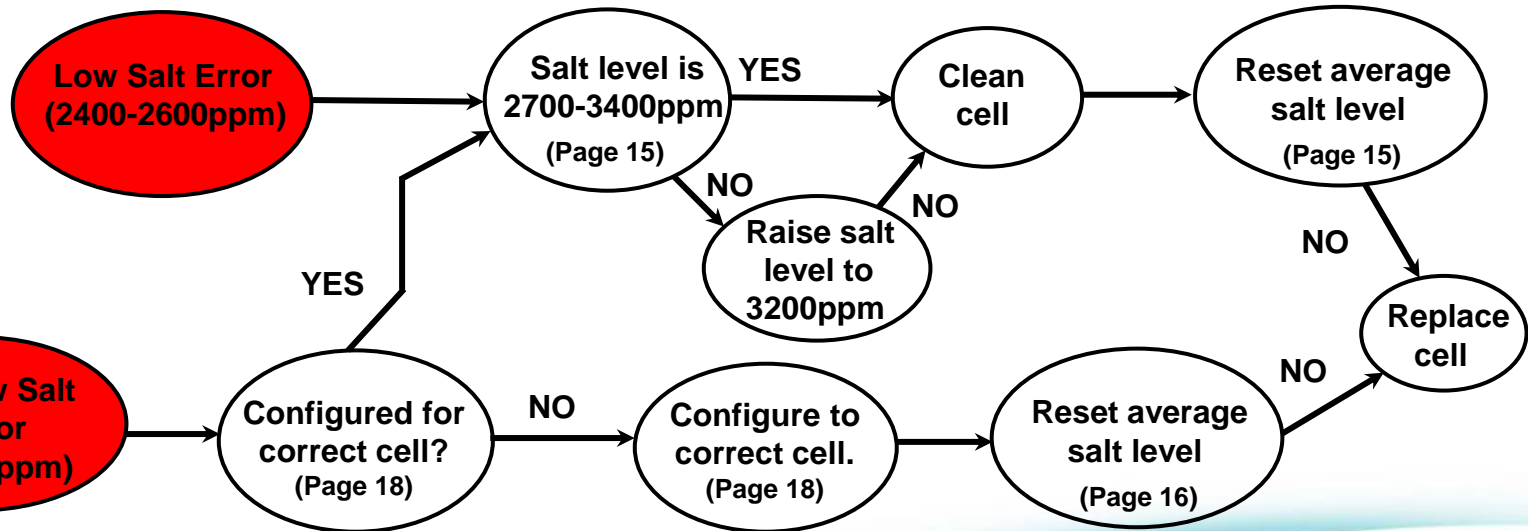 Low Salt Error
(2400-2600ppm)
Salt level is
2700-3400ppm
(Page 15)
YES
Clean
cell
Reset average
salt level
(Page 15)
NO
Raise salt
level to
3200ppm
NO
NO
YES
Replace
cell
Salt
ppm)
Configured for
correct cell?
(Page 18)
NO
Configure to
correct cell.
(Page 18)
Reset average
salt level
(Page 16)
NO